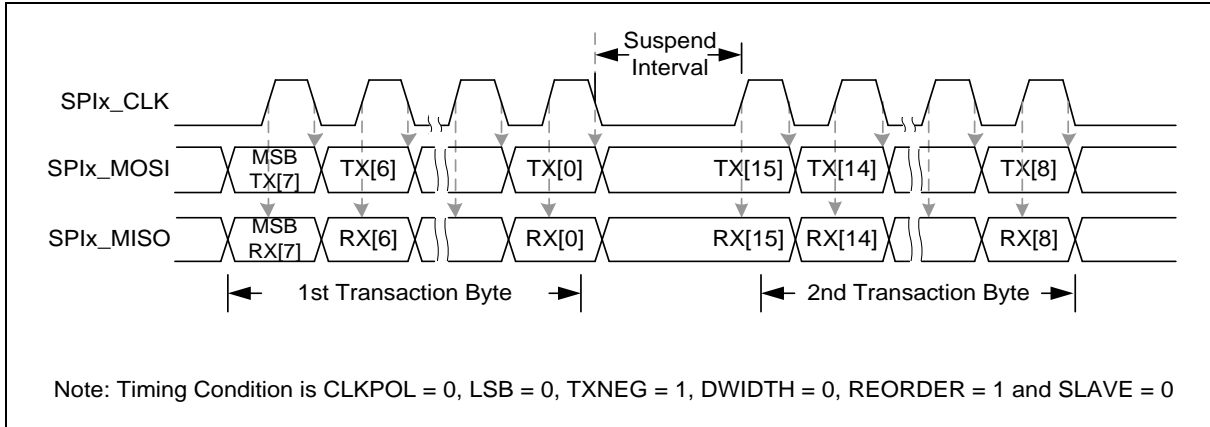 Suspend
Interval
SPIx_CLK
SPIx_MOSI
MSB
TX[7]
TX[6]
TX[0]
TX[15]
TX[14]
TX[8]
SPIx_MISO
MSB
RX[7]
RX[6]
RX[0]
RX[15]
RX[14]
RX[8]
1st Transaction Byte
2nd Transaction Byte
Note: Timing Condition is CLKPOL = 0, LSB = 0, TXNEG = 1, DWIDTH = 0, REORDER = 1 and SLAVE = 0